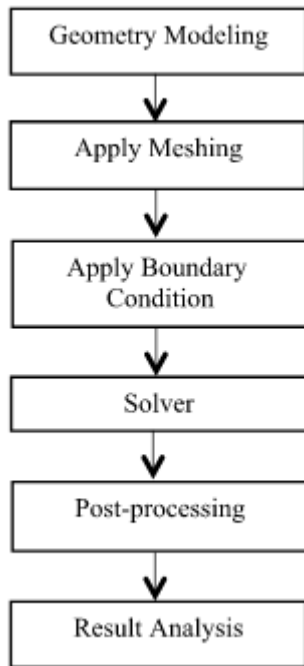 Geometry Modeling
Apply Meshing
Apply Boundary
Condition
Solver
Post-processing
Result Analysis